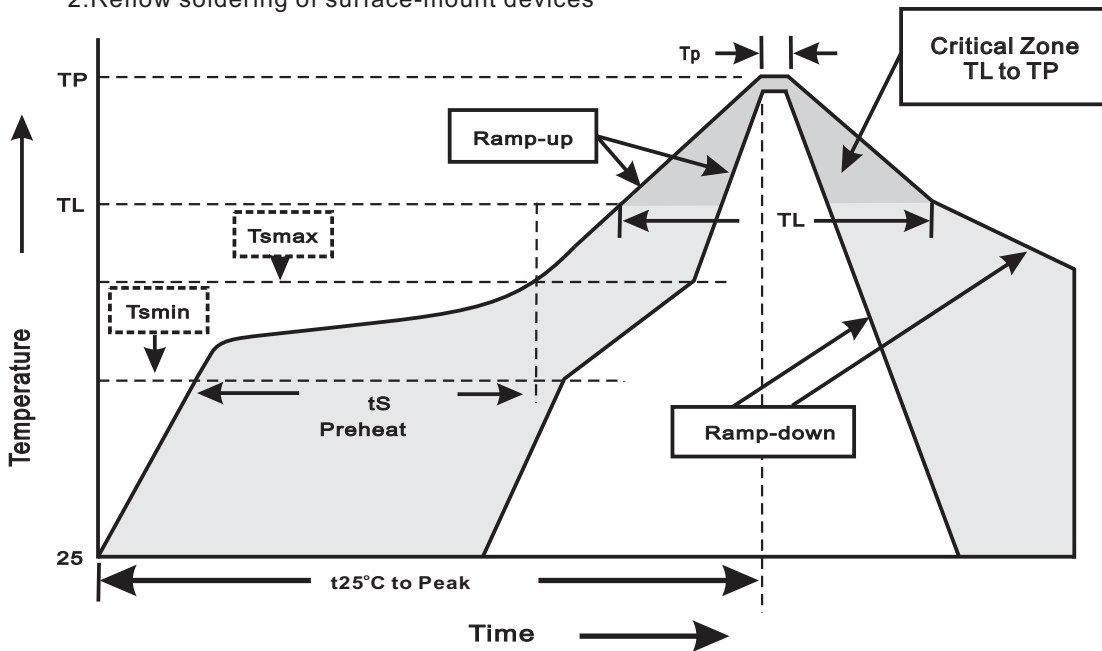 2.Reflow soldering of surface-mount devices
Tp
Critical Zone
TL to TP
TP
Ramp-up
TL
TL
Tsmax
Tsmin
tS
Preheat
Ramp-down
Temperature
25
t25°C to Peak
Time